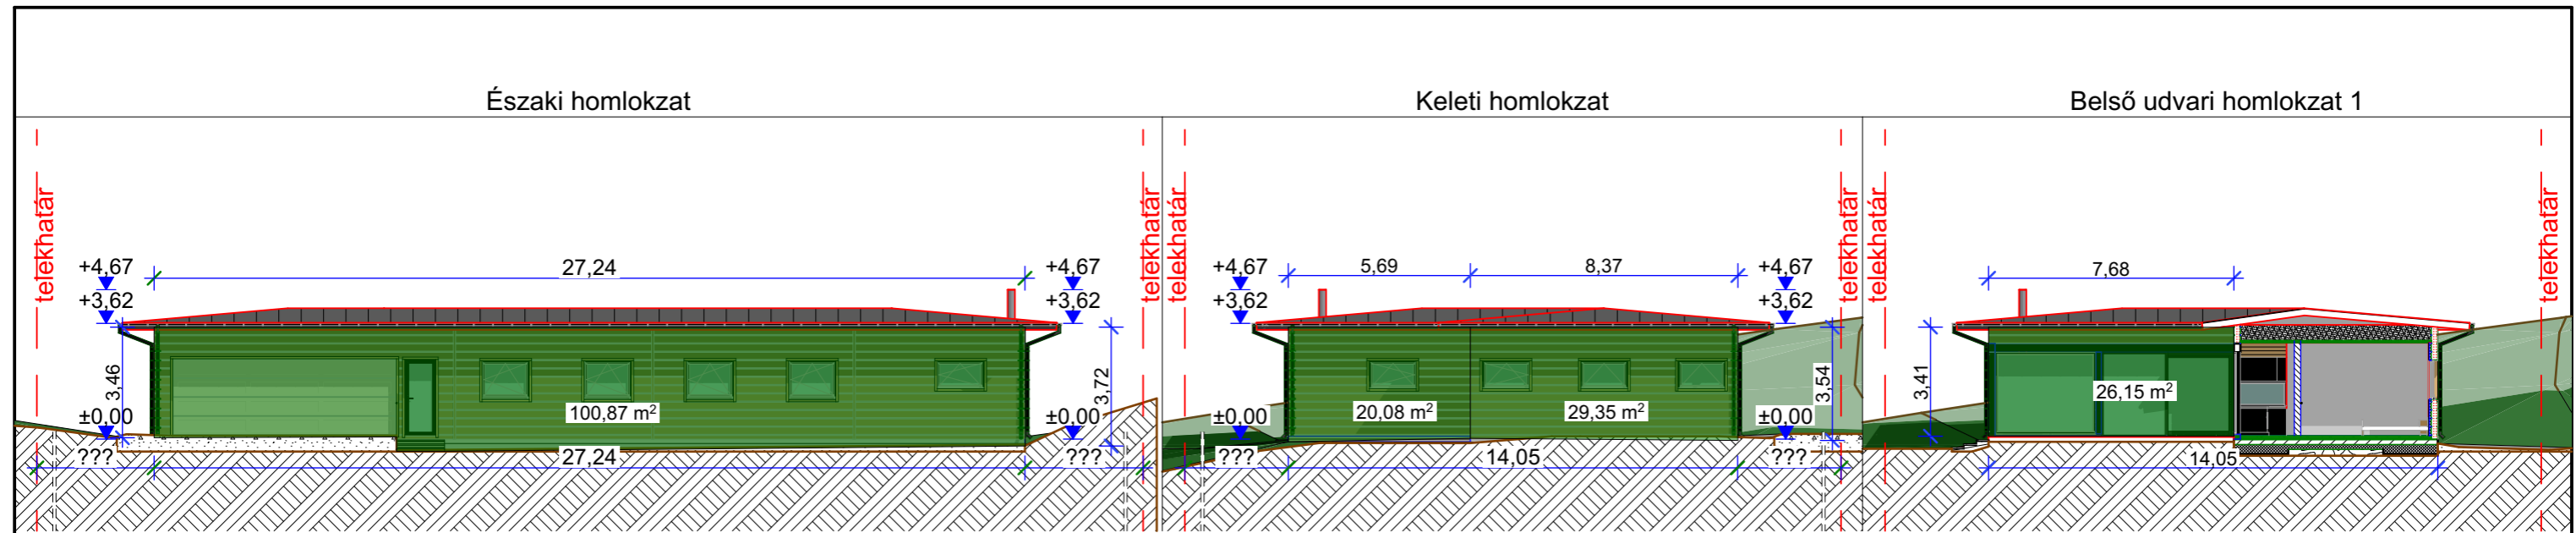 Északi homlokzat
telekhatár
+4,67
+3,62
27,24
+4,67
+3,62
telekhatár
3,46
±0,00
100,87 m²
3,72
±0,00
???
27,24
???
Keleti homlokzat
telekhatár
+4,67
+3,62
5,69
8,37
+4,67
+3,62
telekhatár
±0,00
20,08 m²
29,35 m²
3,54
±0,00
???
14,05
???
Belső udvari homlokzat 1
telekhatár
7,68
telekhatár
3,41
26,15 m²
14,05